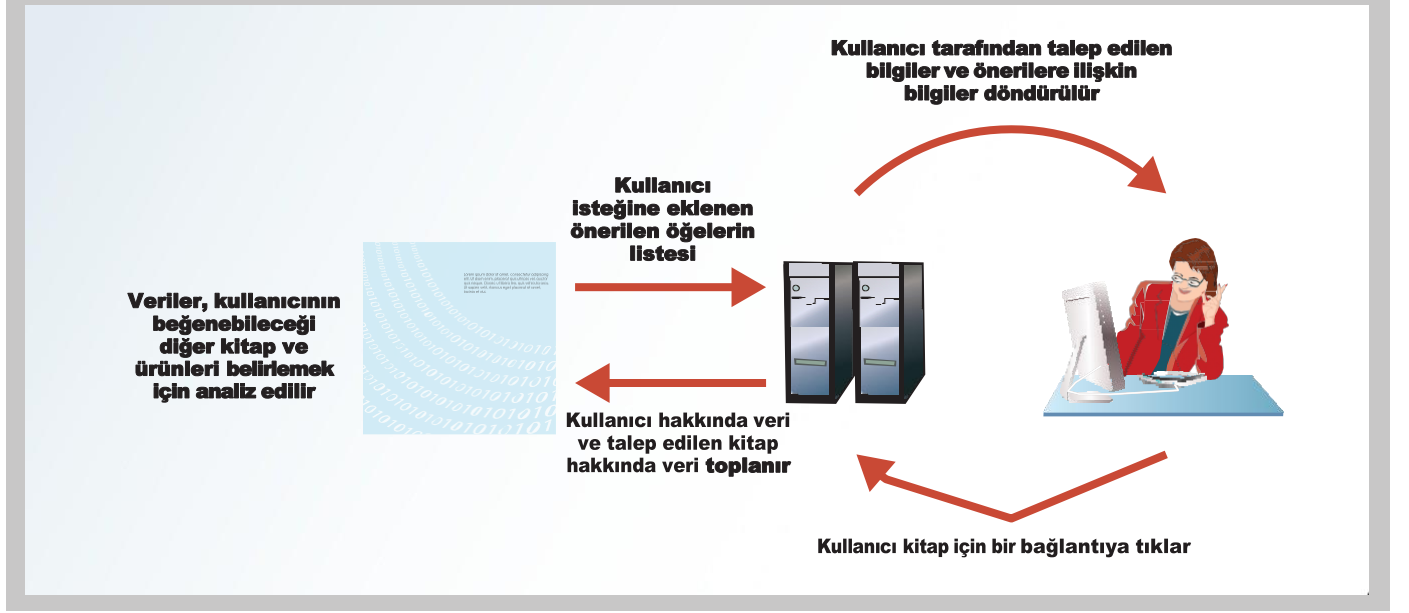 Kullanıcı tarafından talep edilen
bilgiler ve önerilere ilişkin
bilgiler döndürülür
Kullanıcı
isteğine eklenen
önerilen öğelerin
listesi
Veriler, kullanıcının
beğenebileceği
diğer kitap ve
ürünleri belirlemek
için analiz edilir
Kullanıcı hakkında veri
ve talep edilen kitap
hakkında veri toplanır
Kullanıcı kitap için bir bağlantıya tıklar